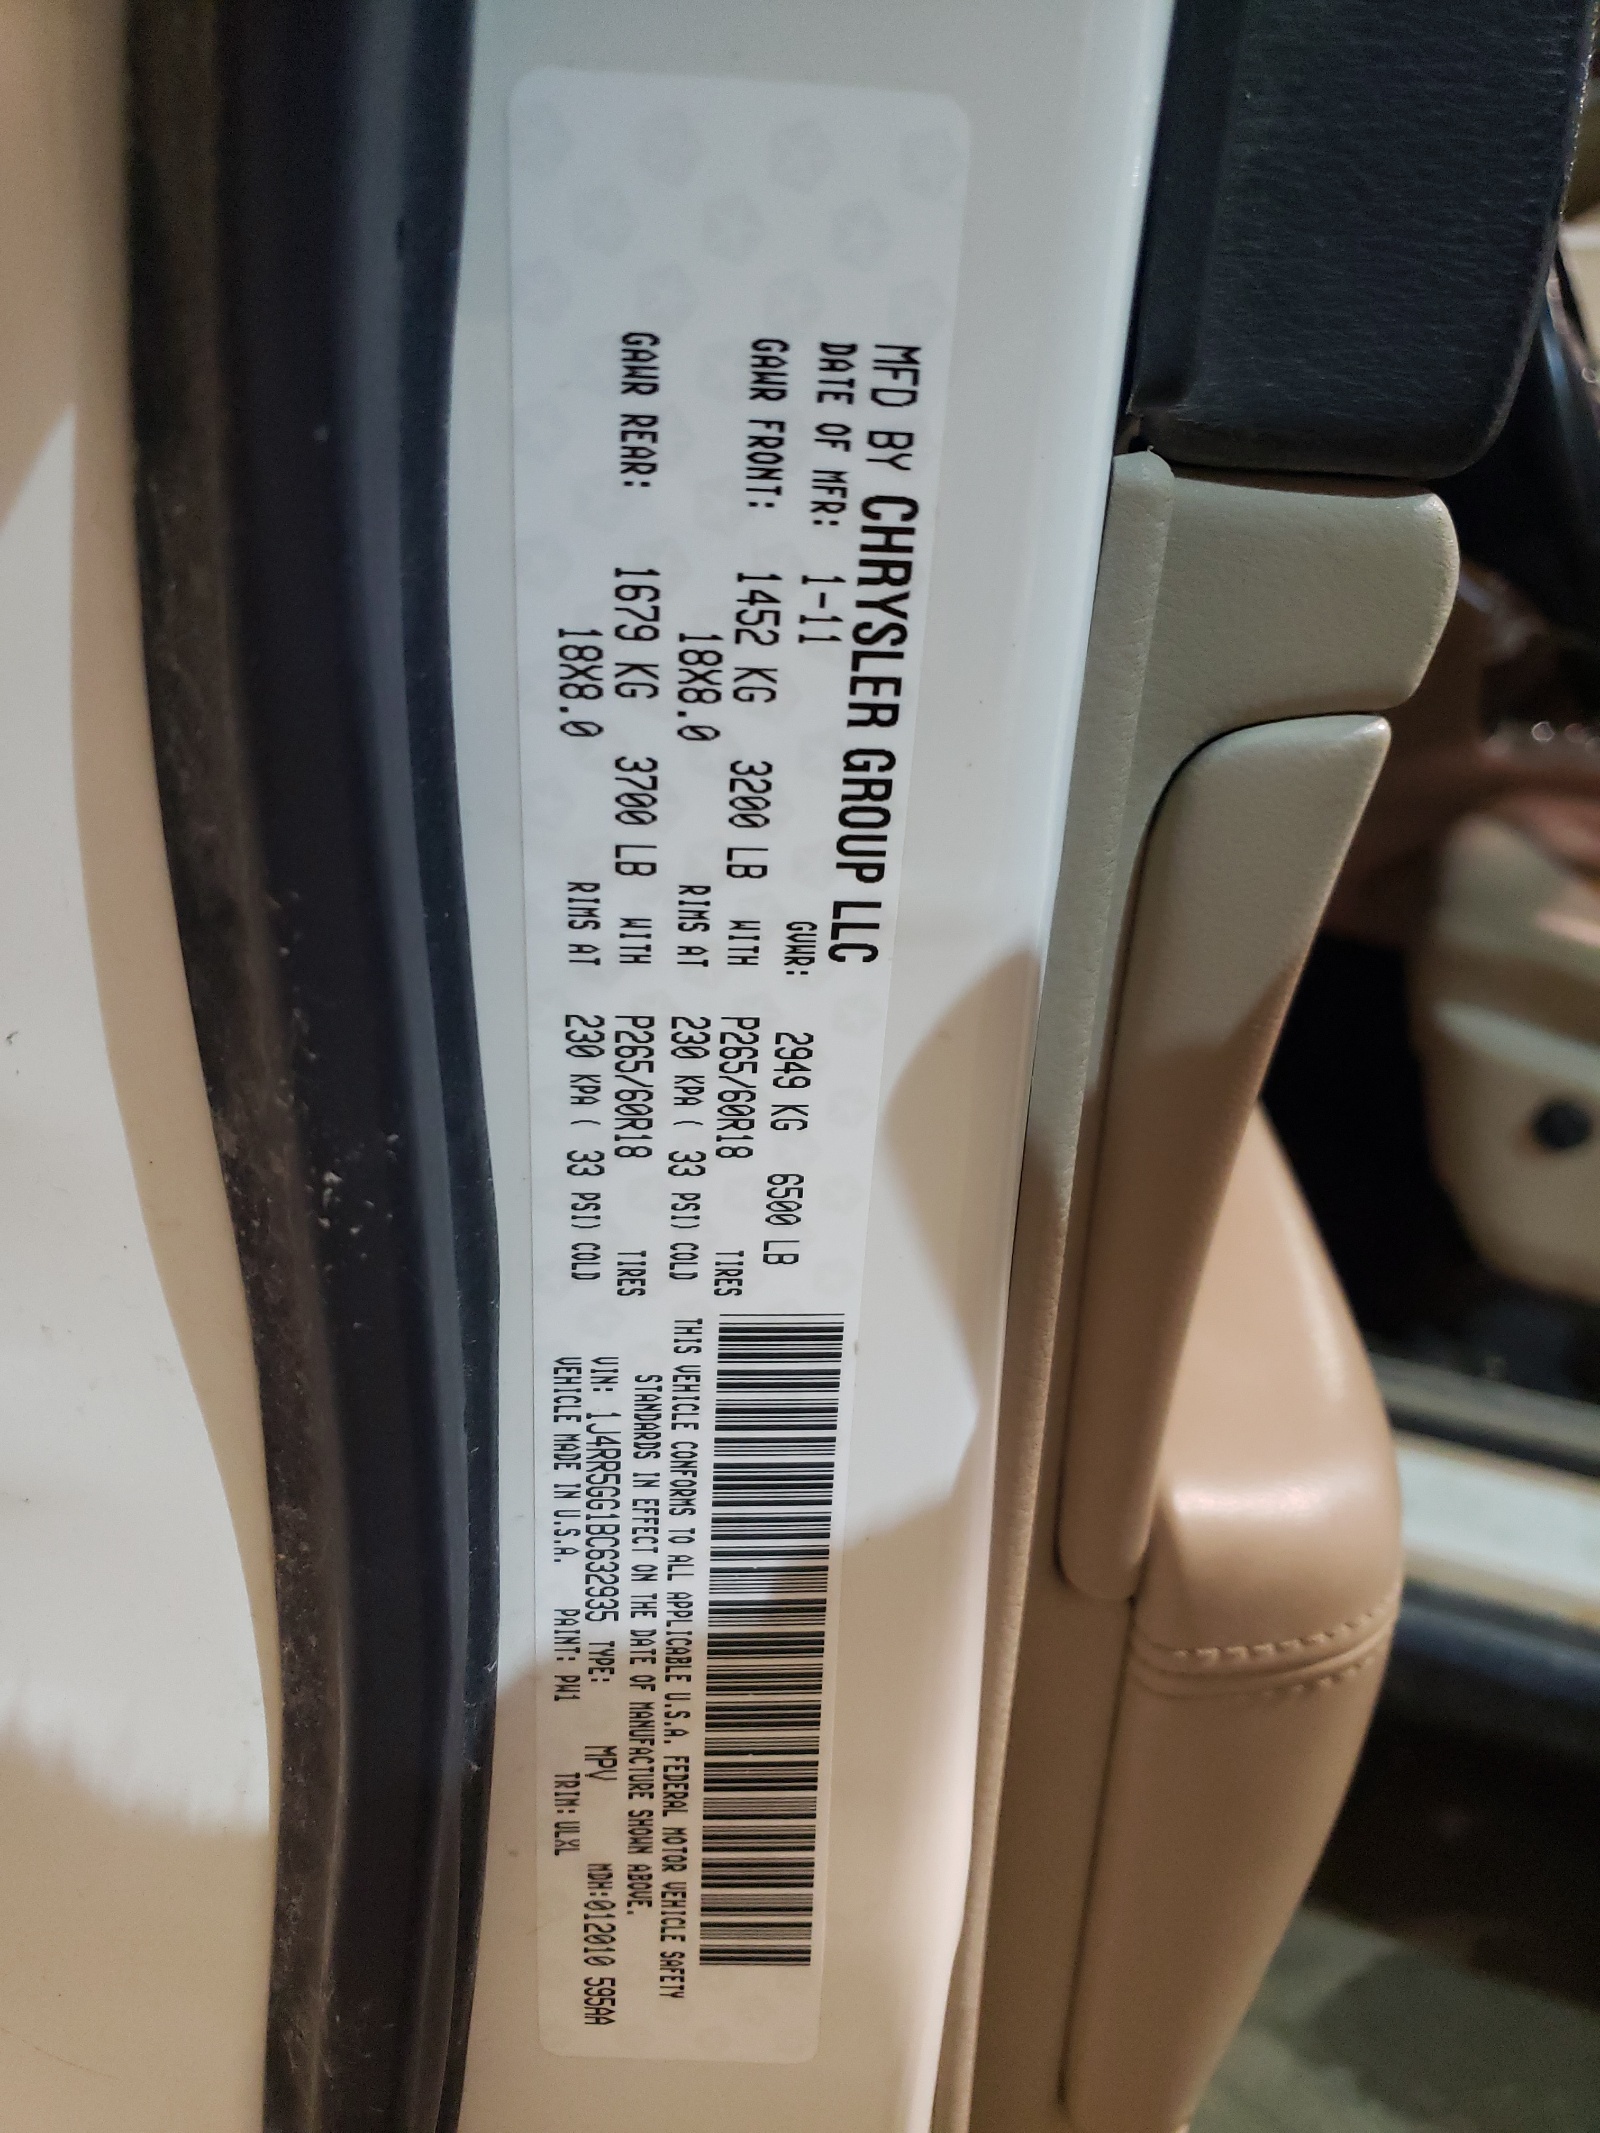 MFD BY CHRYSLER GROUP LLC
DATE OF MFR: 1-11 GVWR: 2949 KG 6500 LB
GAWR FRONT: 1452 KG 3200 LB WITH P265/60R18 TIRES
18X8.0 RIMS AT 230 KPA ( 33 PSI) COLD
GAWR REAR: 1679 KG 3700 LB WITH P265/60R18 TIRES
18X8.0 RIMS AT 230 KPA ( 33 PSI) COLD
THIS VEHICLE CONFORMS TO ALL APPLICABLE U.S.A. FEDERAL MOTOR VEHICLE SAFETY
STANDARDS IN EFFECT ON THE DATE OF MANUFACTURE SHOWN ABOVE.
VIN: 1J4RR5GG1BC632935 TYPE: MPV MDH:012010 595AA
VEHICLE MADE IN U.S.A. PAINT: PW1 TRIM: ULXL